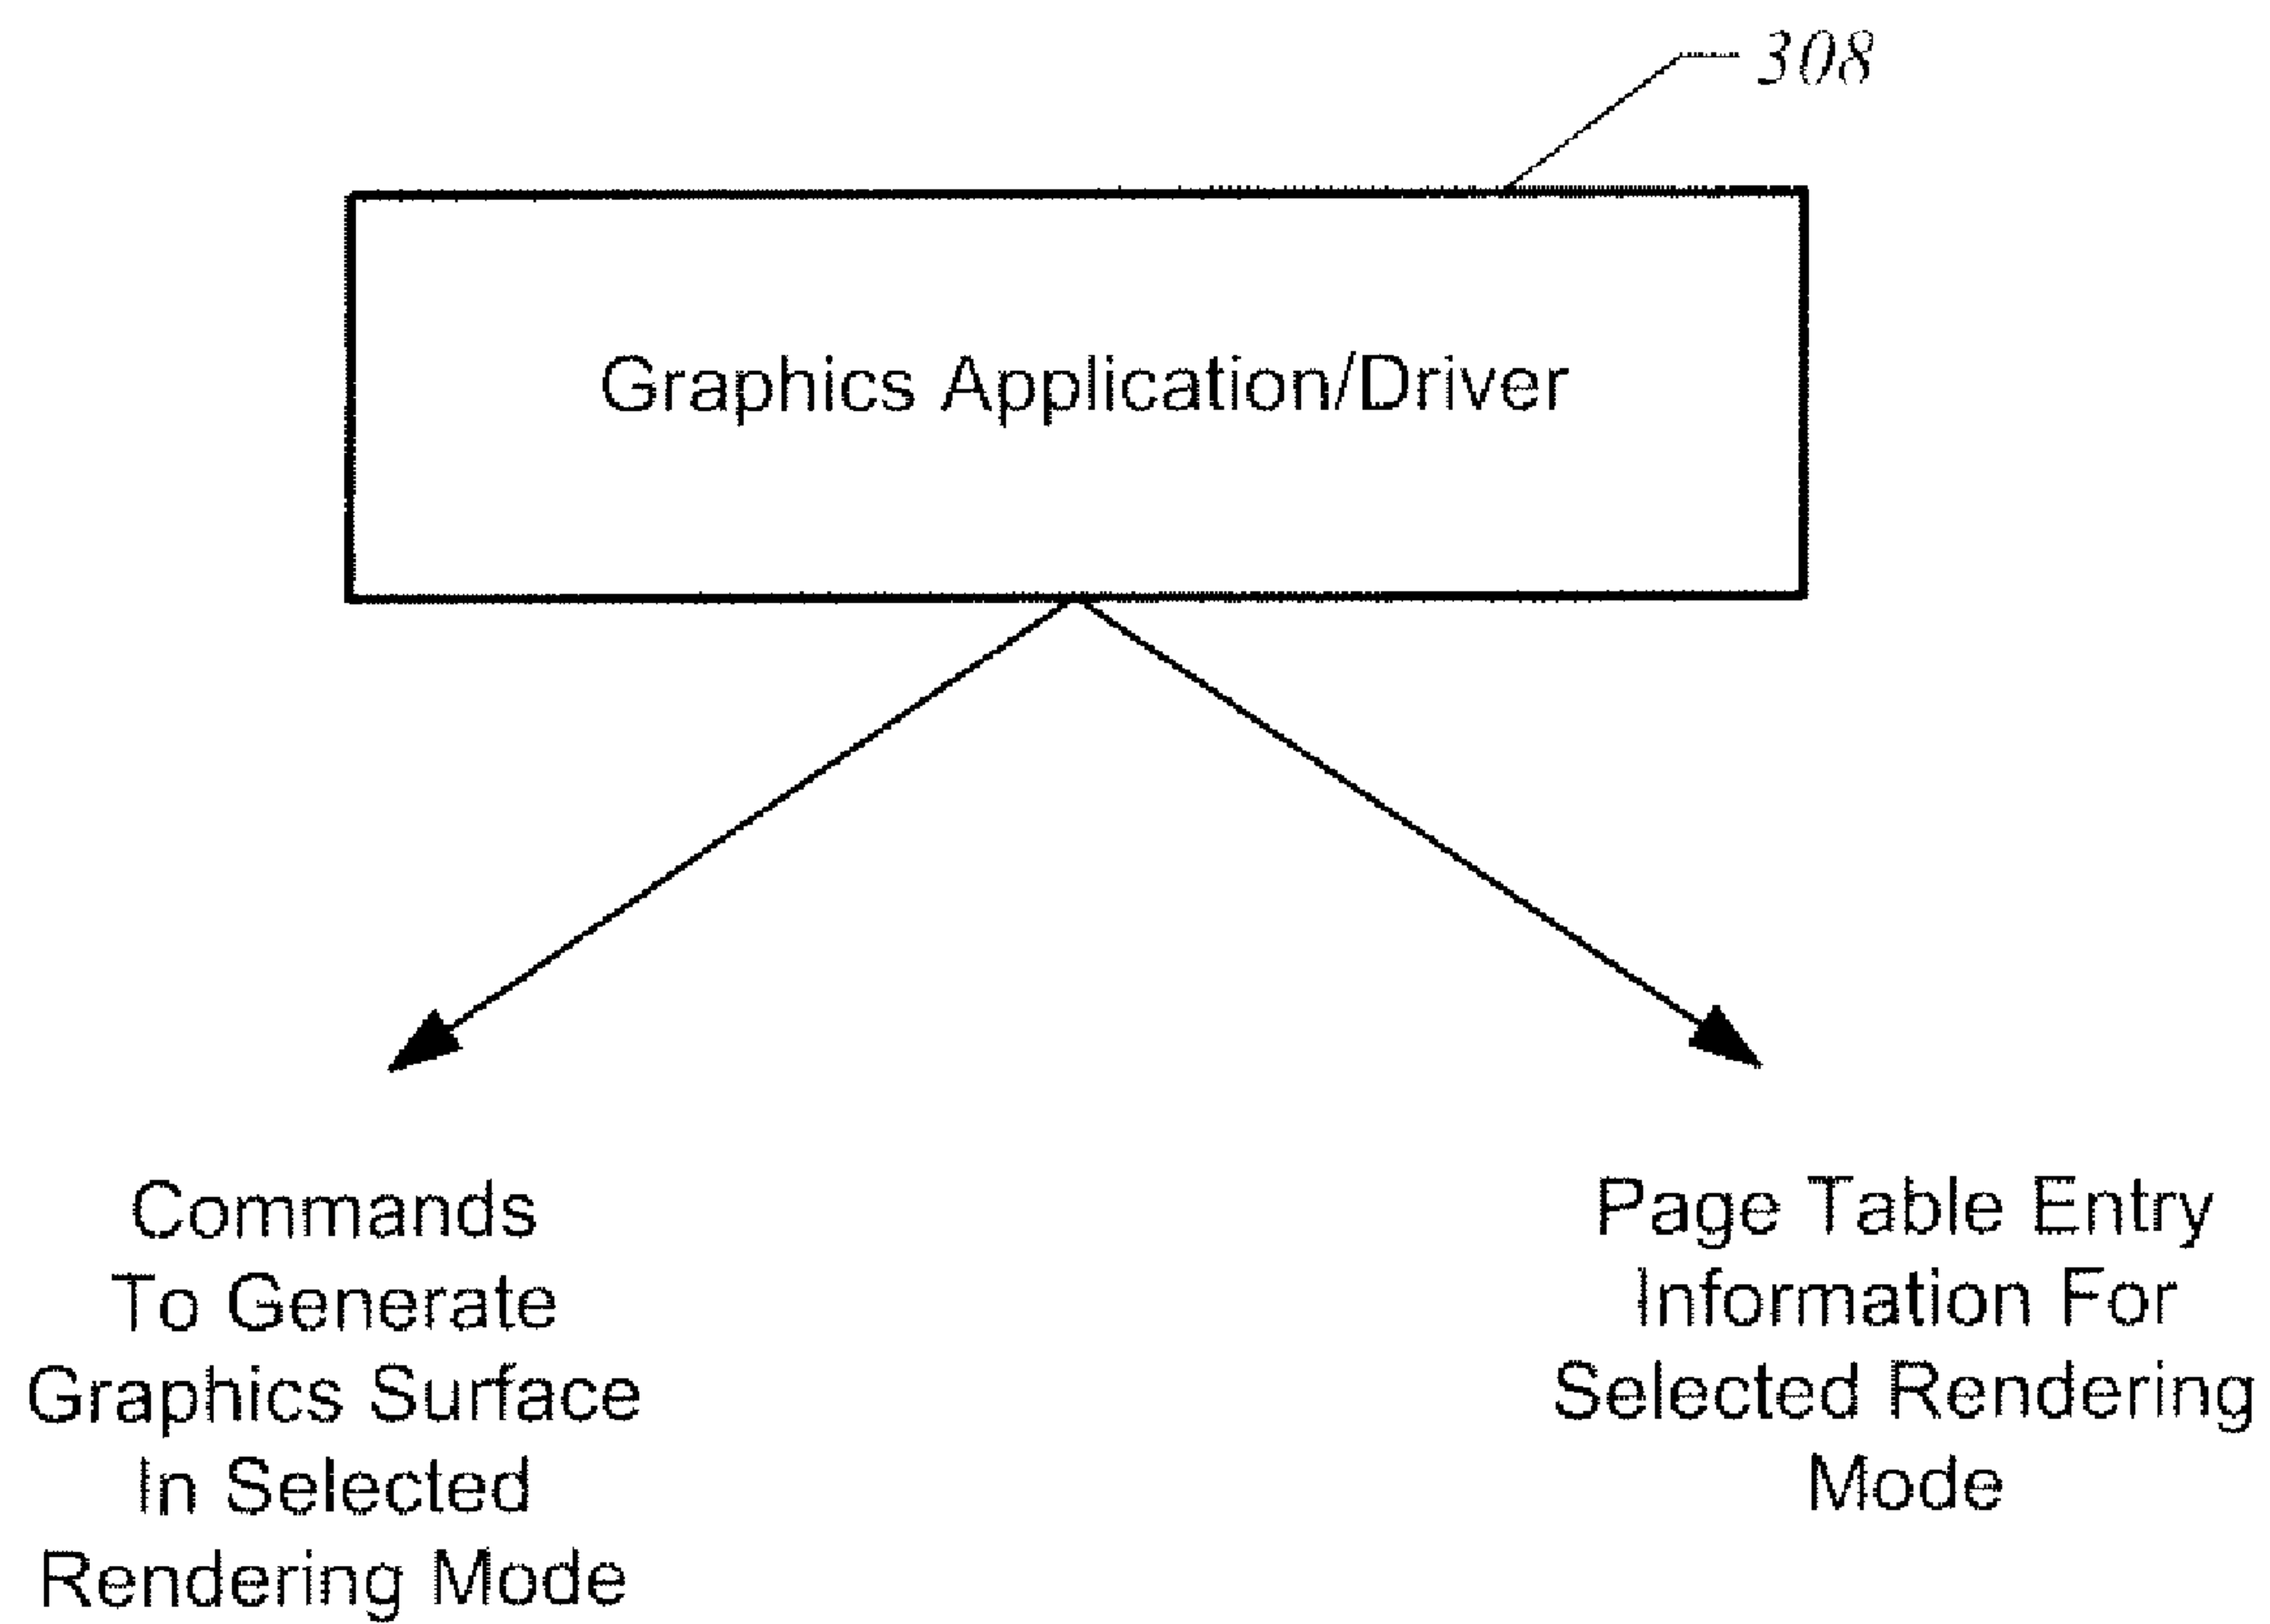 308
Graphics Application/Driver
Commands
To Generate
Graphics Surface
In Selected
Rendering Mode
Page Table Entry
Information For
Selected Rendering
Mode